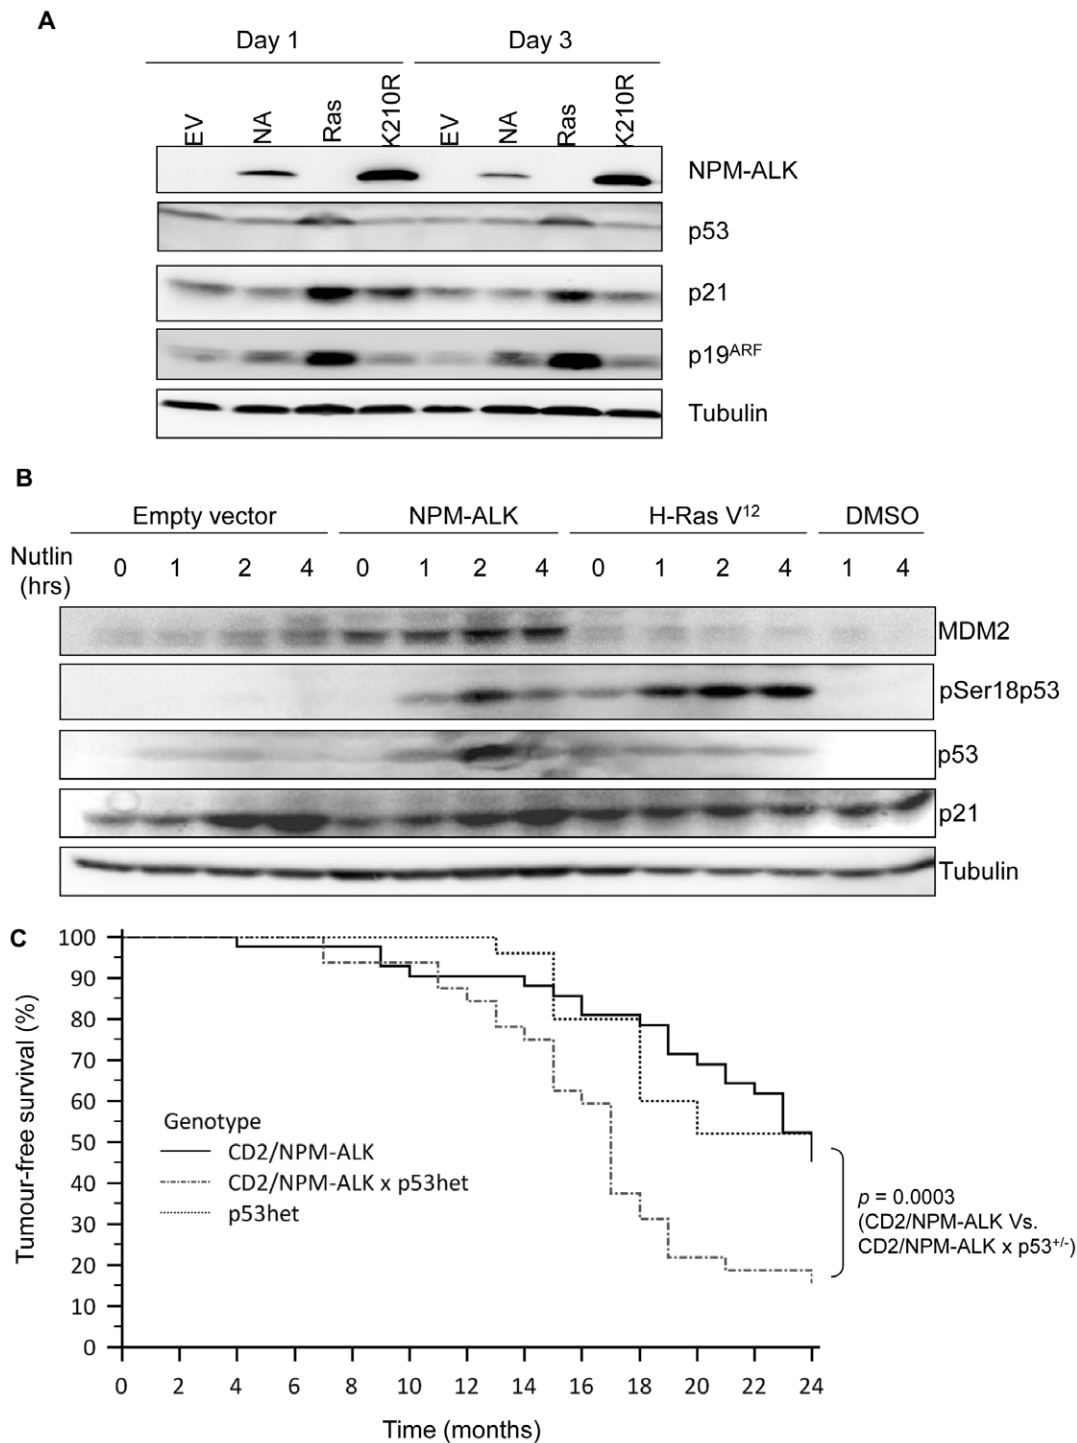 A
Day 1 Day 3
EV NA Ras K210R EV NA Ras K210R
NPM-ALK
p53
p21
p19ARF
Tubulin
B
Empty vector NPM-ALK H-Ras V12 DMSO
Nutlin
(hrs)
0 1 2 4 0 1 2 4 0 1 2 4 1 4
MDM2
pSer18p53
p53
p21
Tubulin
C
Tumour-free survival (%)
100
90
80
70
60
50
40
30
20
10
0
Genotype
CD2/NPM-ALK
CD2/NPM-ALK x p53het
p53het
p = 0.0003
(CD2/NPM-ALK Vs.
CD2/NPM-ALK x p53+/-)
0 2 4 6 8 10 12 14 16 18 20 22 24
Time (months)